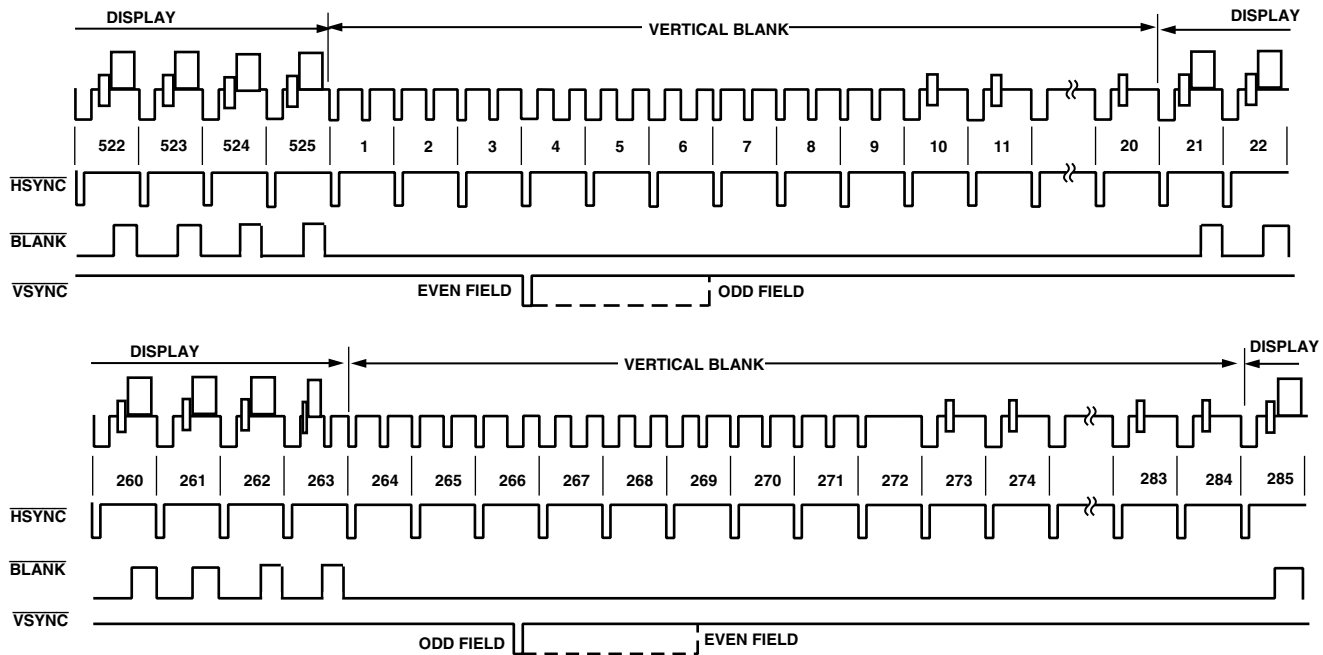 DISPLAY VERTICAL BLANK DISPLAY
522 523 524 525 1 2 3 4 5 6 7 8 9 10 11 20 21 22
HSYNC
BLANK
VSYNC EVEN FIELD ODD FIELD
DISPLAY VERTICAL BLANK DISPLAY
260 261 262 263 264 265 266 267 268 269 270 271 272 273 274 283 284 285
HSYNC
BLANK
VSYNC ODD FIELD EVEN FIELD